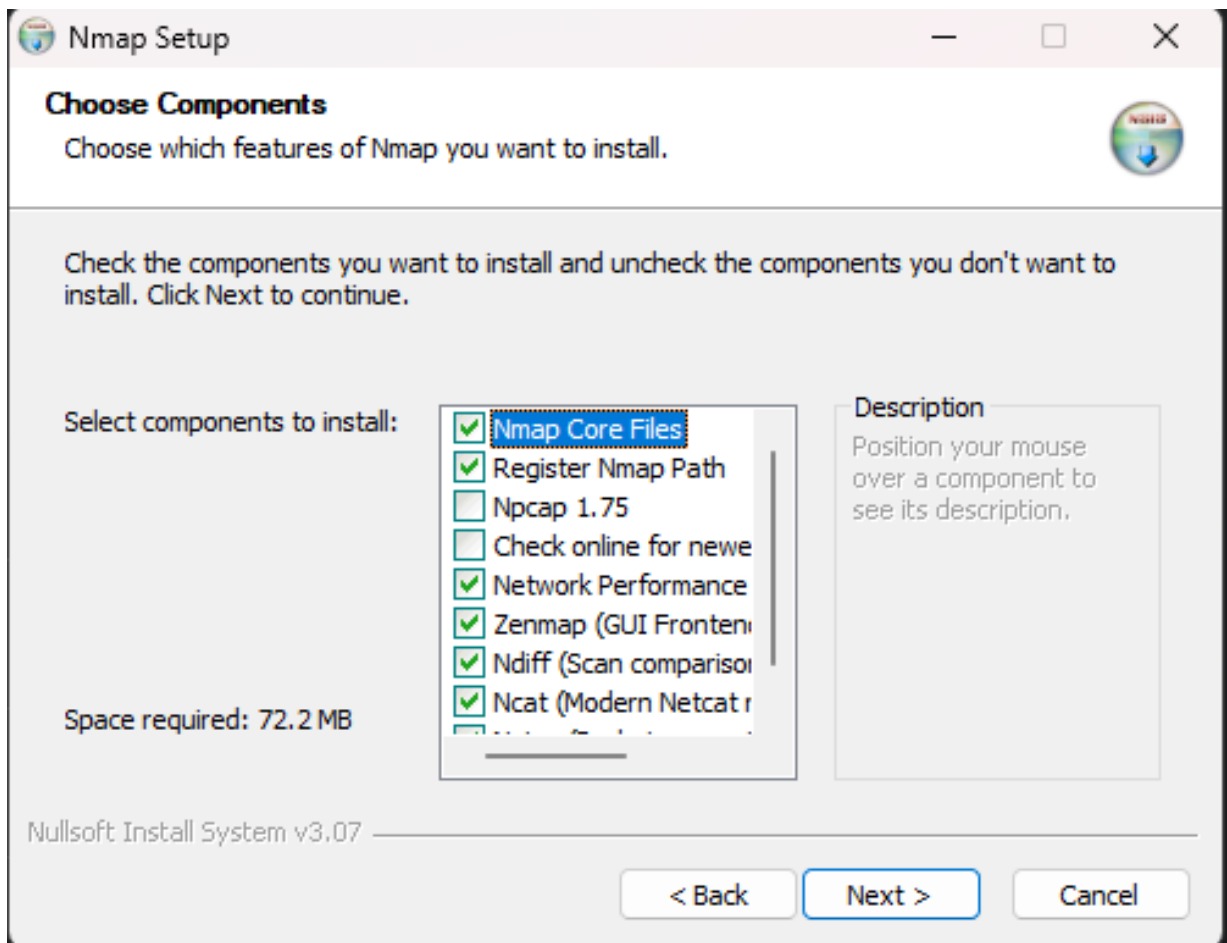 Nmap Setup
Choose Components
Choose which features of Nmap you want to install.
Check the components you want to install and uncheck the components you don't want to
install. Click Next to continue.
Select components to install:
Nmap Core Files
Register Nmap Path
Npcap 1.75
Check online for newe
Network Performance
Zenmap (GUI Fronten
Ndiff (Scan compariso
Ncat (Modern Netcat r
Space required: 72.2 MB
Description
Position your mouse
over a component to
see its description.
Nullsoft Install System v3.07
< Back
Next >
Cancel